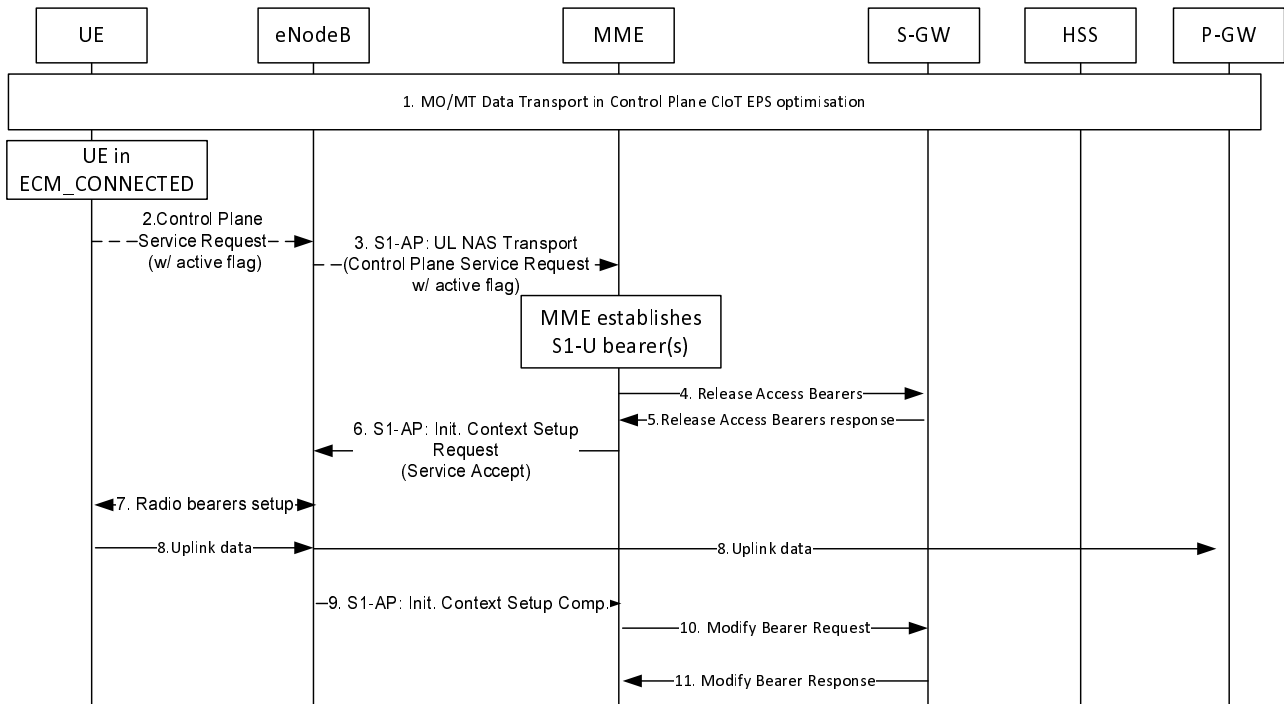 UE
eNodeB
MME
S-GW
HSS
P-GW
1. MO/MT Data Transport in Control Plane CIoT EPS optimisation
UE in
ECM_CONNECTED
2.Control Plane
Service Request
(w/ active flag)
3. S1-AP: UL NAS Transport
(Control Plane Service Request
w/ active flag)
MME establishes
S1-U bearer(s)
4. Release Access Bearers
5.Release Access Bearers response
6. S1-AP: Init. Context Setup
Request
(Service Accept)
7. Radio bearers setup
8.Uplink data
8.Uplink data
9. S1-AP: Init. Context Setup Comp.
10. Modify Bearer Request
11. Modify Bearer Response